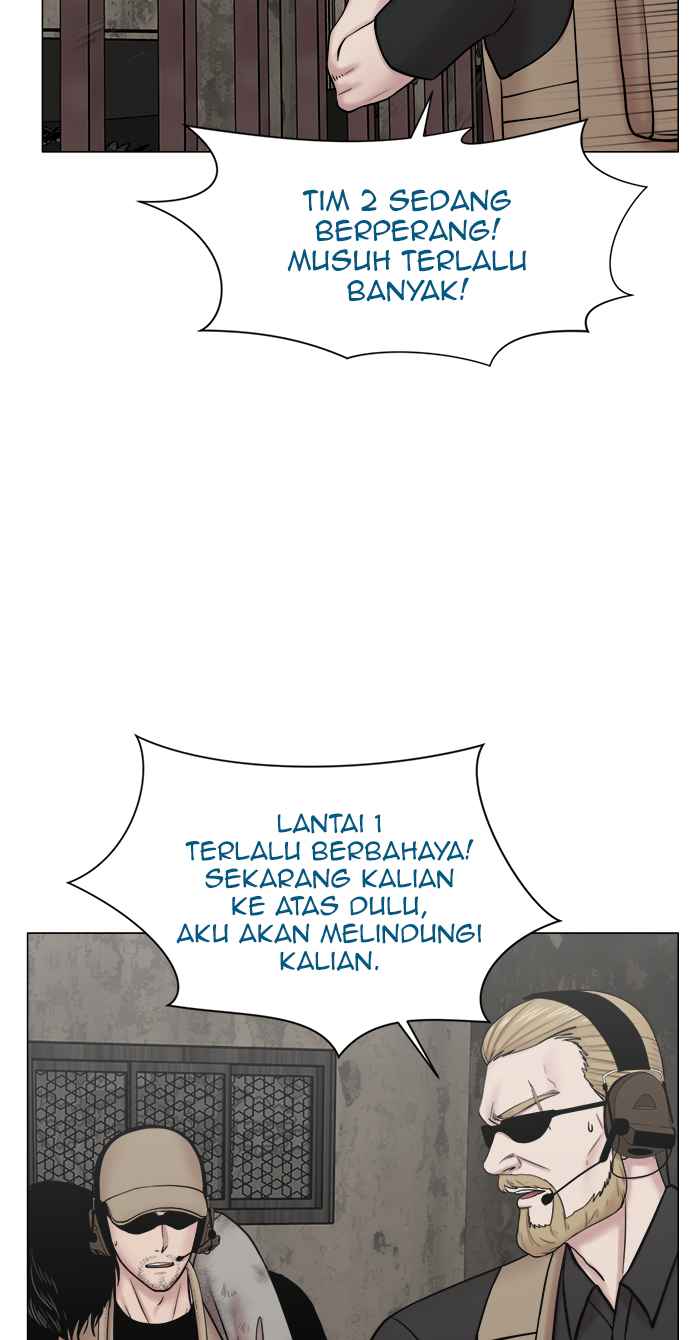 TIM 2 SEDANG
BERPERANG!
MUSUH TERLALU
BANYAK!
LANTAI 1
TERLALU BERBAHAYA!
SEKARANG KALIAN
KE ATAS DULU,
AKU AKAN MELINDUNGI
KALIAN.